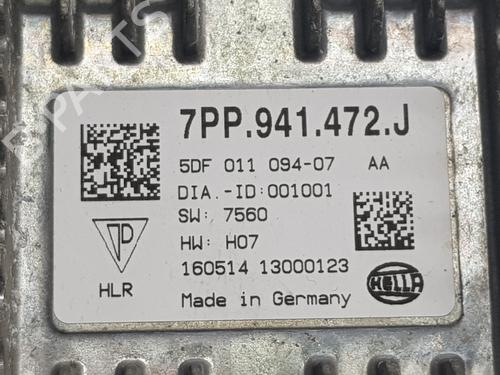 7PP.941.472.J
5DF 011 094-07 AA
DIA.-ID:001001
SW: 7560
HW: H07
160514 13000123
HLR
HELLA
Made in Germany